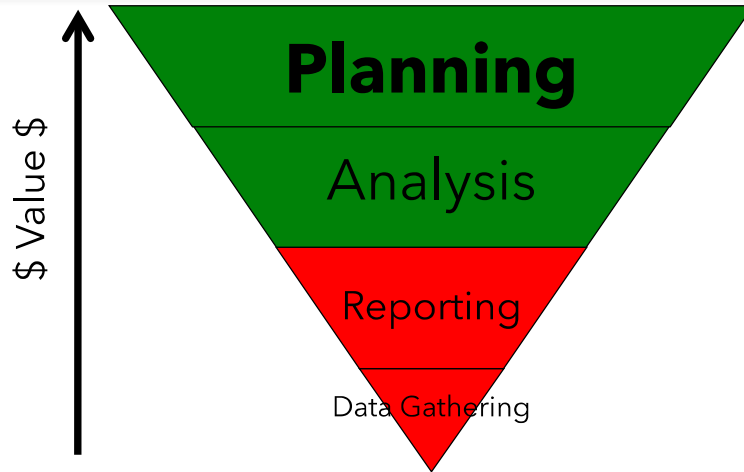 Planning
$ Value $
Analysis
Reporting
Data Gathering